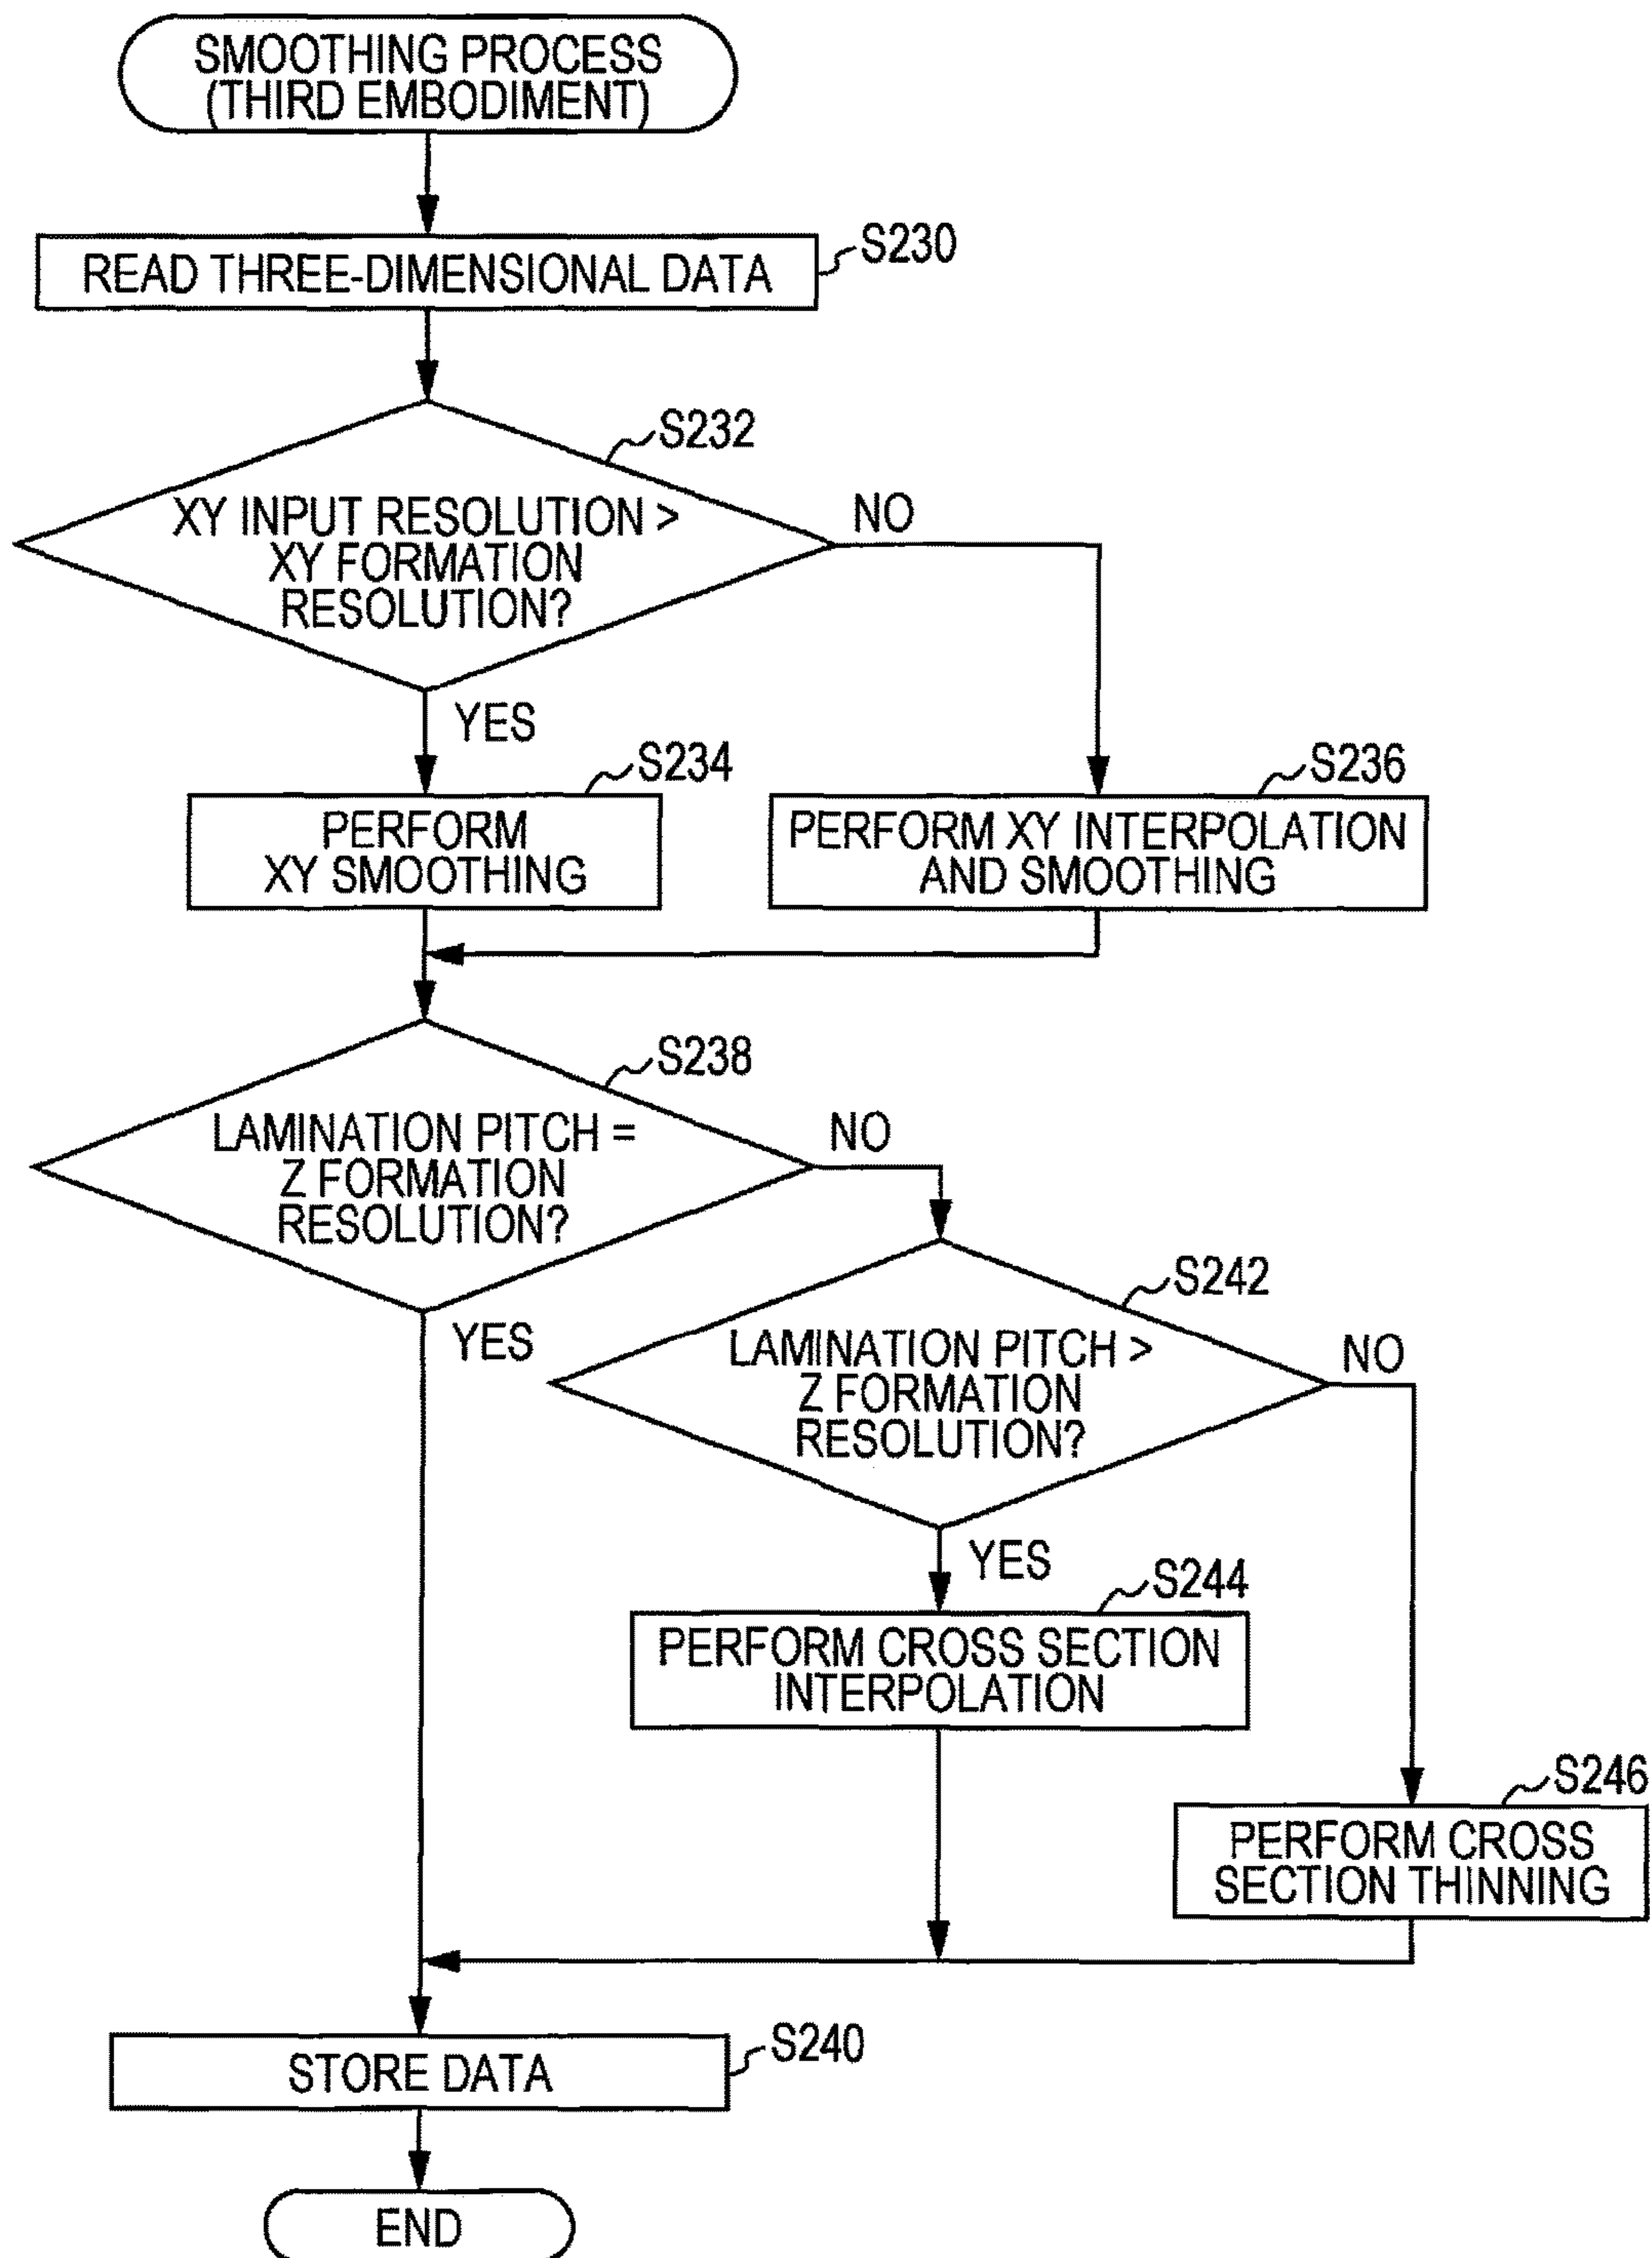 SMOOTHING PROCESS
(THIRD EMBODIMENT)
READ THREE-DIMENSIONAL DATA
S230
S232
XY INPUT RESOLUTION >
XY FORMATION
RESOLUTION?
NO
YES
S234
PERFORM
XY SMOOTHING
S236
PERFORM XY INTERPOLATION
AND SMOOTHING
S238
LAMINATION PITCH =
Z FORMATION
RESOLUTION?
NO
YES
S242
LAMINATION PITCH >
Z FORMATION
RESOLUTION?
NO
YES
S244
PERFORM CROSS SECTION
INTERPOLATION
S246
PERFORM CROSS
SECTION THINNING
S240
STORE DATA
END